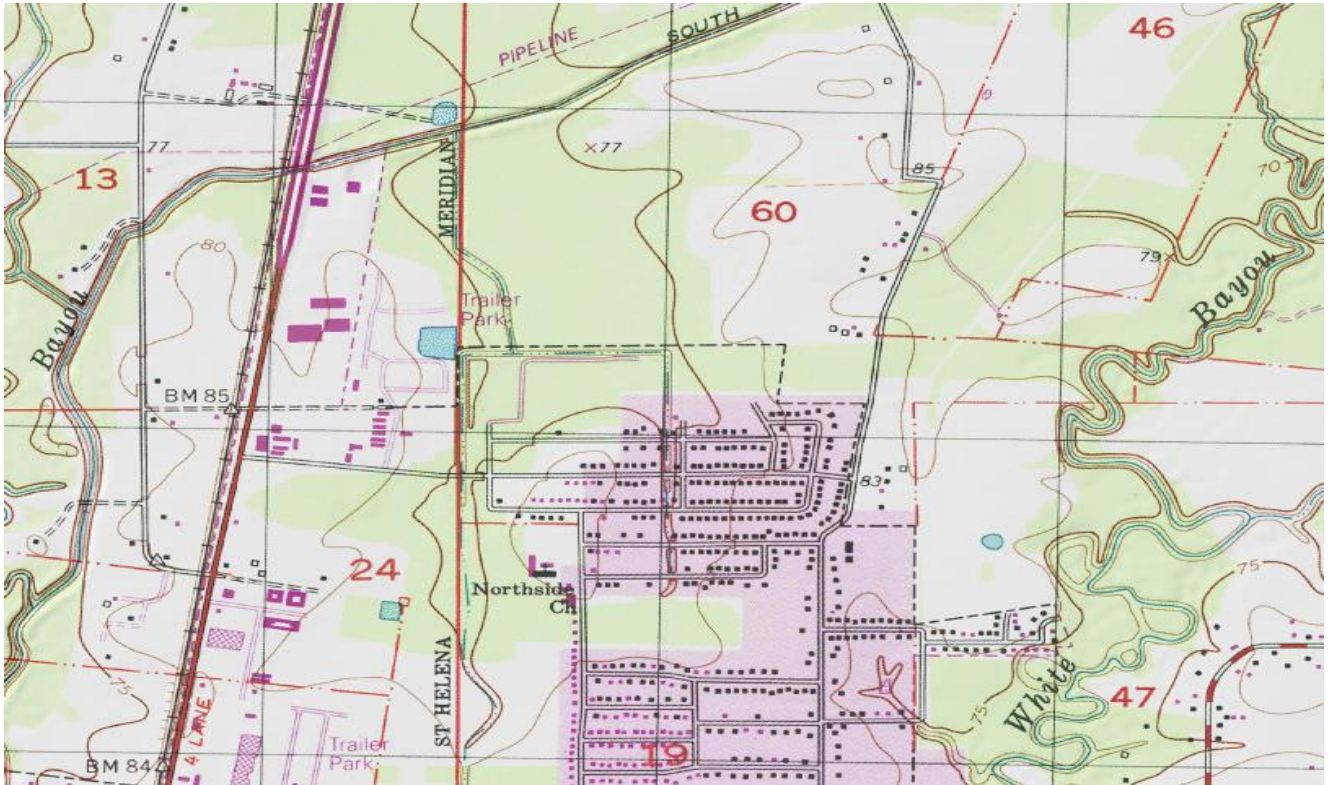 SOUTH
46
PIPELINE
77
×77
13
MERIDIAN
85
70
60
80
79
Bayou
Bayou
Trailer
Park
BM 85
83
24
Northside
Ch
75
75
ST HELENA
White
47
75
4 LANE
Trailer
Park
19
BM 84